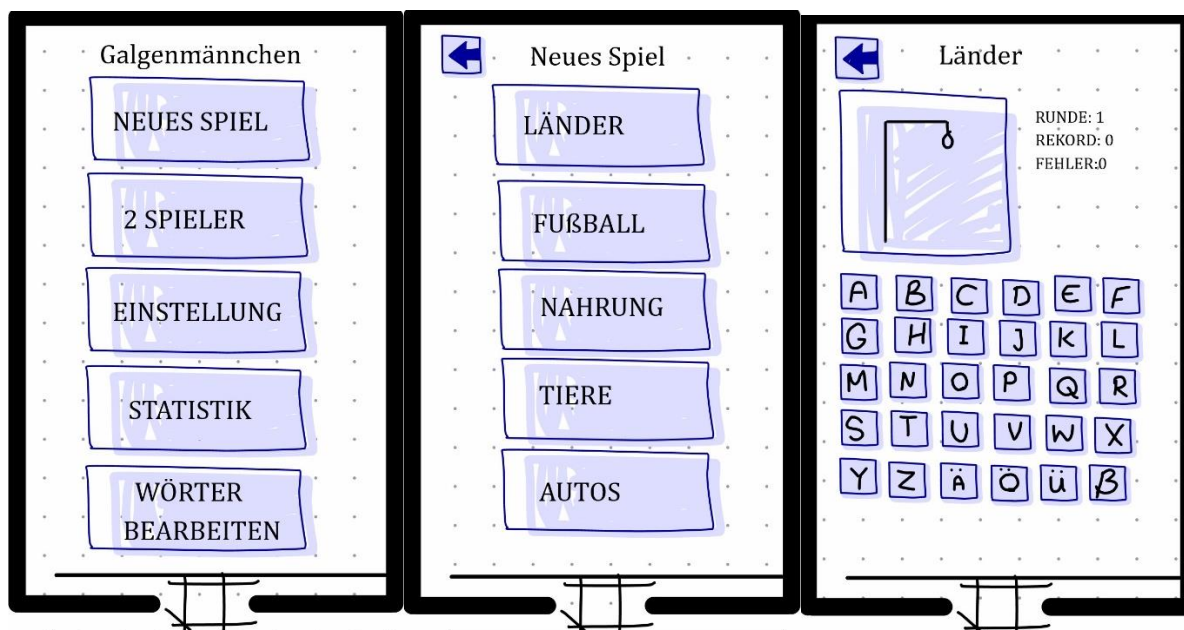 Galgenmännchen
NEUES SPIEL
2 SPIELER
EINSTELLUNG
STATISTIK
WÖRTER
BEARBEITEN
Neues Spiel
LÄNDER
FUßBALL
NAHRUNG
TIERE
AUTOS
Länder
RUNDE: 1
REKORD: 0
FEHLER:0
A B C D E F
G H I J K L
M N O P Q R
S T U V W X
Y Z Ä Ö Ü ß